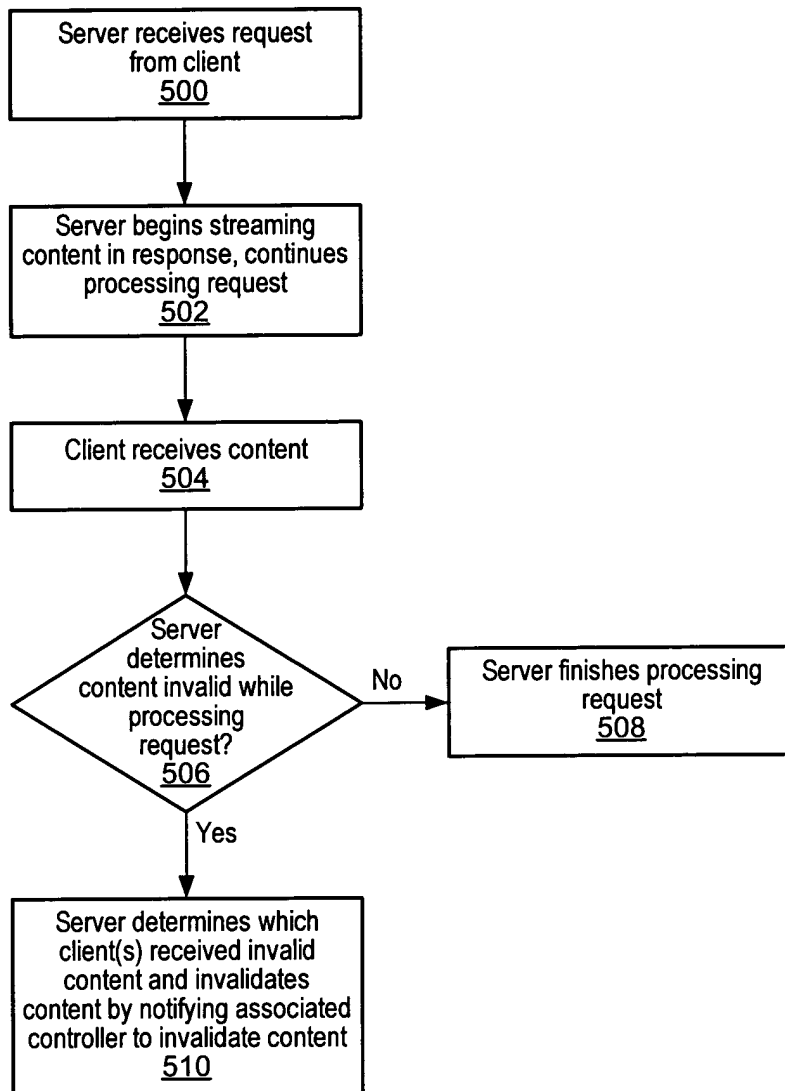 Server receives request
from client
500
Server begins streaming
content in response, continues
processing request
502
Client receives content
504
Server
determines
content invalid while
processing
request?
506
No
Server finishes processing
request
508
Yes
Server determines which
client(s) received invalid
content and invalidates
content by notifying associated
controller to invalidate content
510